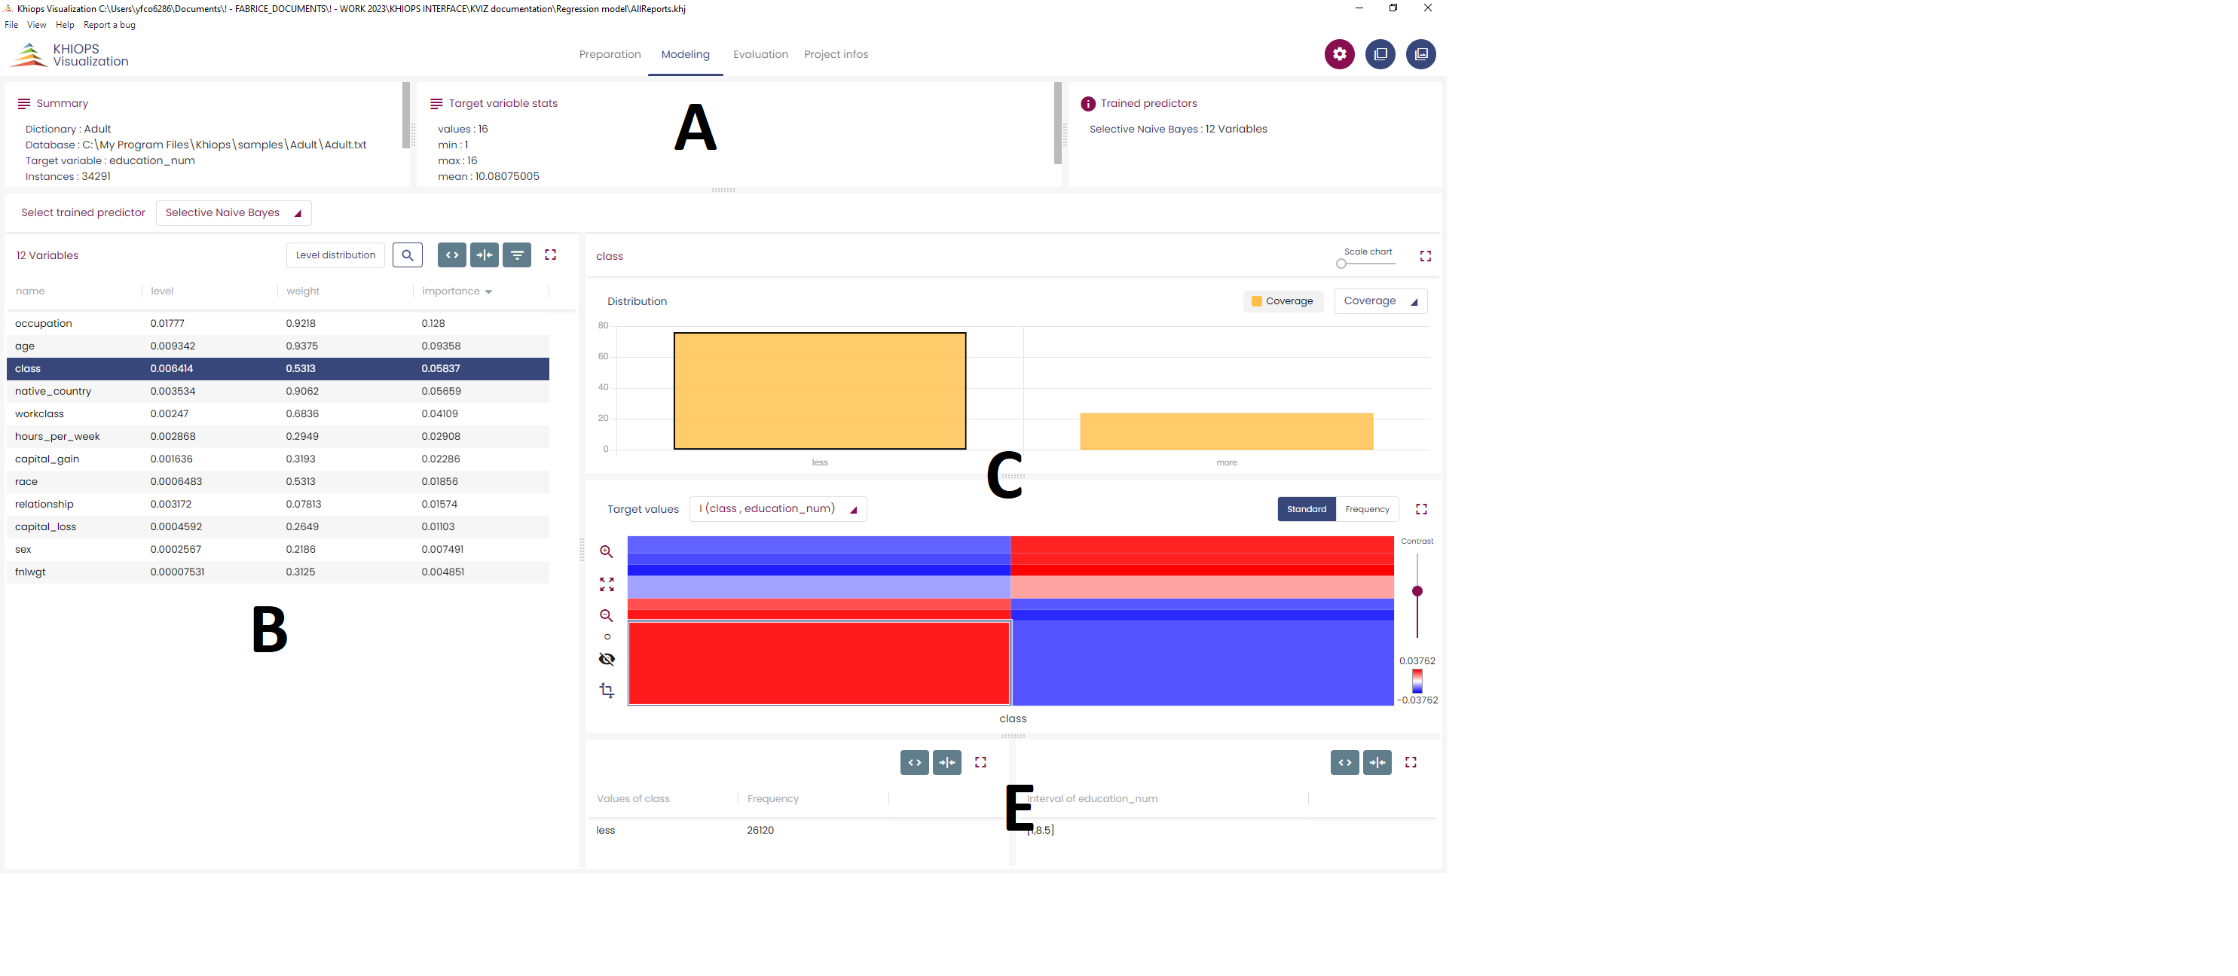 Khiops Visualization C:\Users\yfco6286\Documents\! - FABRICE_DOCUMENTS\! - WORK 2023\KHIOPS INTERFACE\KVIZ documentation\Regression model\AllReports.khj
File View Help Report a bug
KHIOPS
Visualization
Preparation Modeling Evaluation Project infos
Summary
Dictionary : Adult
Database : C:\My Program Files\Khiops\samples\Adult\Adult.txt
Target variable : education_num
Instances : 34291
Target variable stats
values : 16
min : 1
max : 16
mean : 10.08075005
A
Trained predictors
Selective Naive Bayes : 12 Variables
Select trained predictor Selective Naive Bayes
12 Variables Level distribution
name level weight importance
occupation 0.01777 0.9218 0.128
age 0.009342 0.9375 0.09358
class 0.006414 0.5313 0.05837
native_country 0.003534 0.9062 0.05659
workclass 0.00247 0.6836 0.04109
hours_per_week 0.002868 0.2949 0.02908
capital_gain 0.001636 0.3193 0.02286
race 0.0006483 0.5313 0.01856
relationship 0.003172 0.07813 0.01574
capital_loss 0.0004592 0.2649 0.01103
sex 0.0002567 0.2186 0.007491
fnlwgt 0.00007531 0.3125 0.004851
B
class Scale chart
Distribution Coverage Coverage
80
60
40
20
0
less more
C
Target values I (class , education_num) Standard Frequency
Contrast
0.03762
-0.03762
class
Values of class Frequency
less 26120
E
Interval of education_num
[1,8.5]